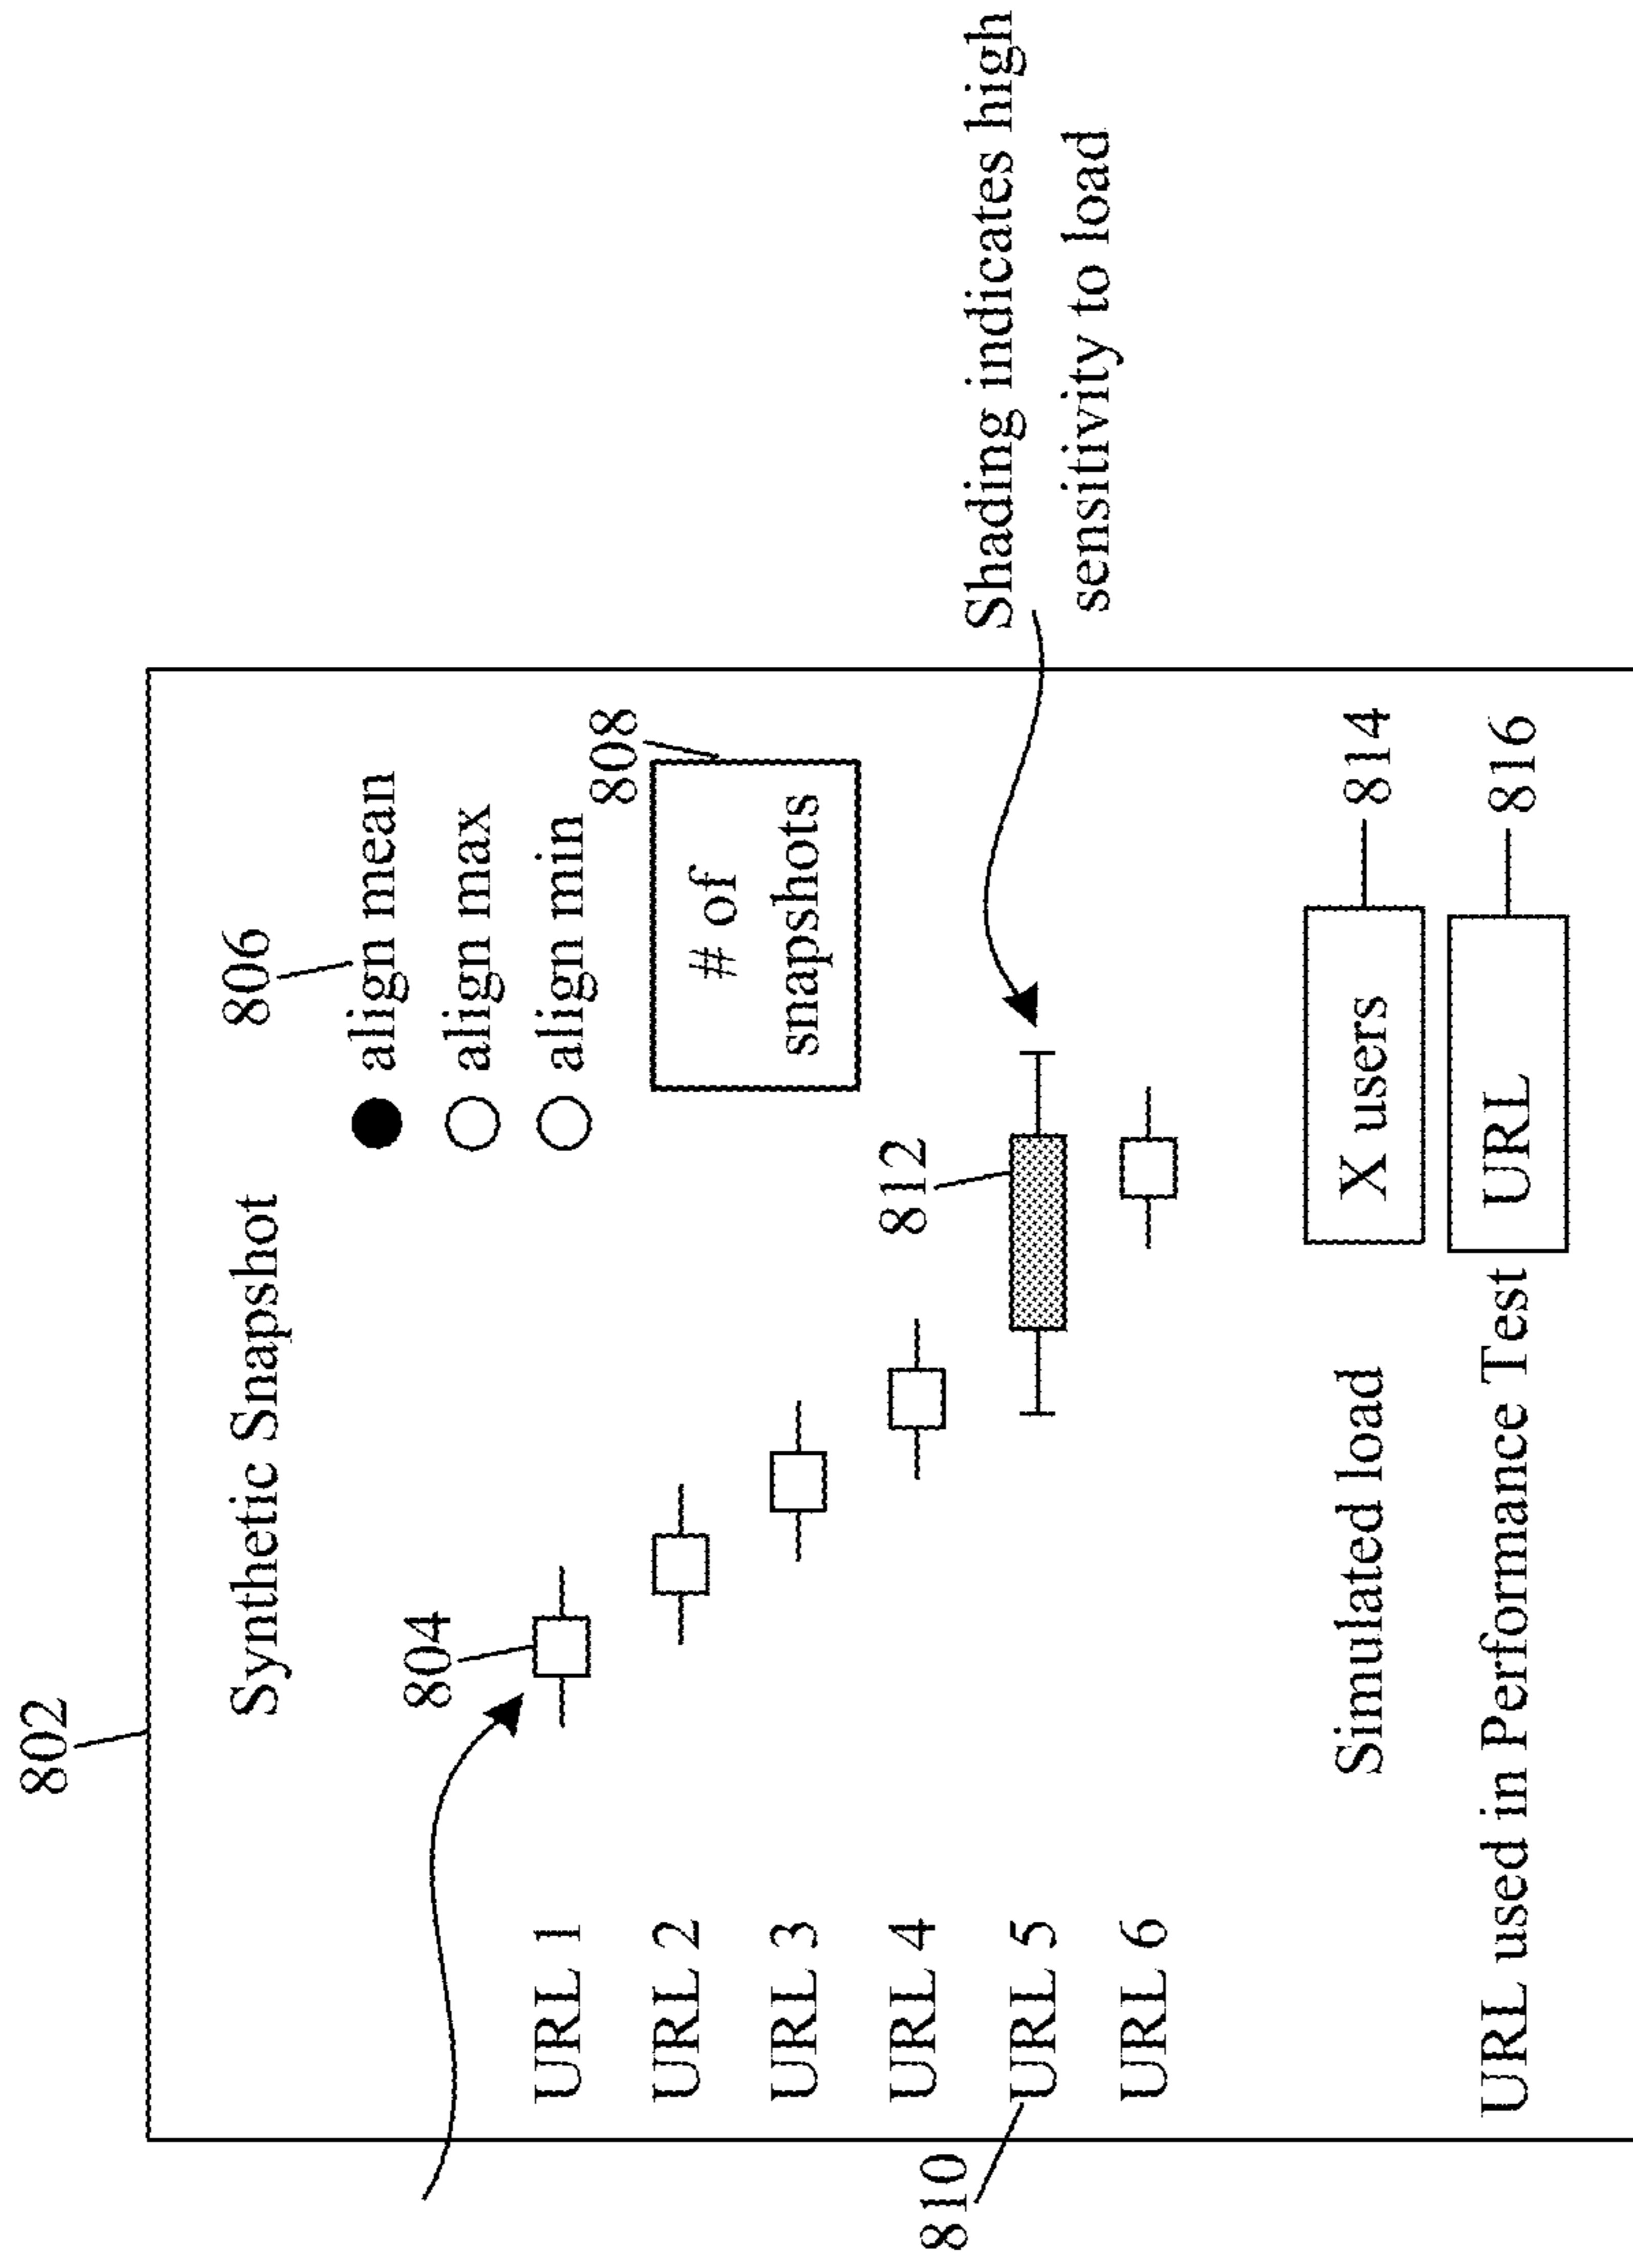 802
Synthetic Snapshot
806
align mean
align max
align min
804
808
# of
snapshots
URL 1
URL 2
URL 3
URL 4
810
URL 5
812
Shading indicates high
sensitivity to load
URL 6
Simulated load
X users
814
URL used in Performance Test
URL
816